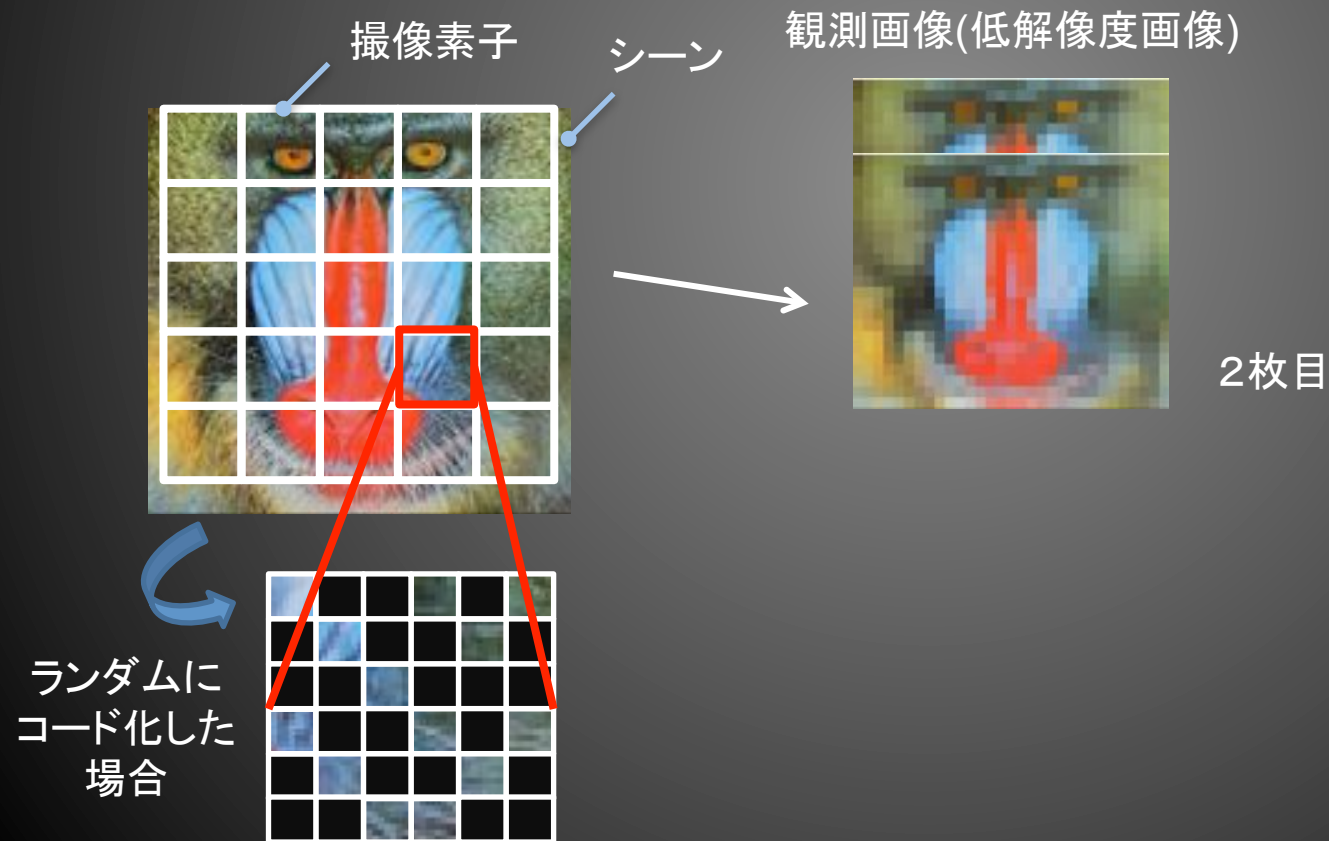 撮像素子
シーン
観測画像(低解像度画像)
２枚目
ランダムに
コード化した
場合